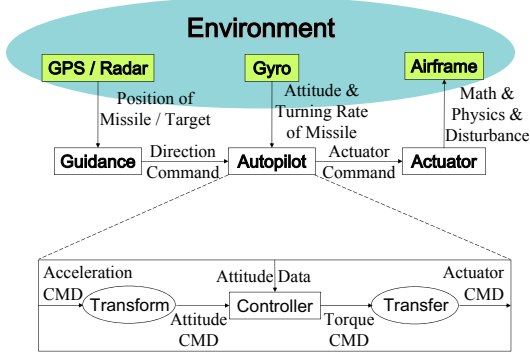 Environment
GPS / Radar
Gyro
Airframe
Position of
Missile / Target
Attitude &
Turning Rate
of Missile
Math &
Physics &
Disturbance
Guidance
Direction
Command
Autopilot
Actuator
Command
Actuator
Acceleration
CMD
Transform
Attitude
CMD
Attitude Data
Controller
Torque
CMD
Transfer
Actuator
CMD